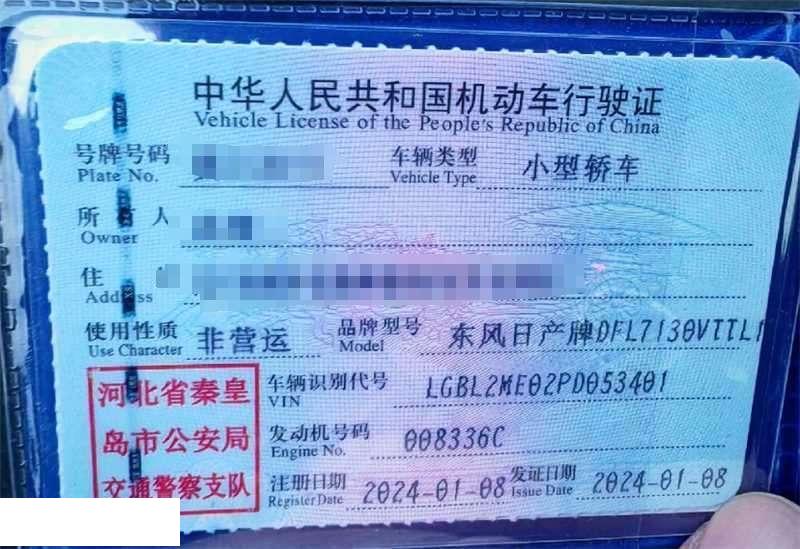 中华人民共和国机动车行驶证
Vehicle License of the People's Republic of China
号牌号码 车辆类型 小型轿车
Plate No. Vehicle Type
所有人
Owner
住
Address
使用性质 非营运 品牌型号 东风日产牌DFL7130VTTL1
Use Character Model
河北省秦皇 车辆识别代号 LGBL2ME02PD053401
VIN
岛市公安局 发动机号码 008336C
Engine No.
交通警察支队 注册日期 2024-01-08 发证日期 2024-01-08
Register Date Issue Date